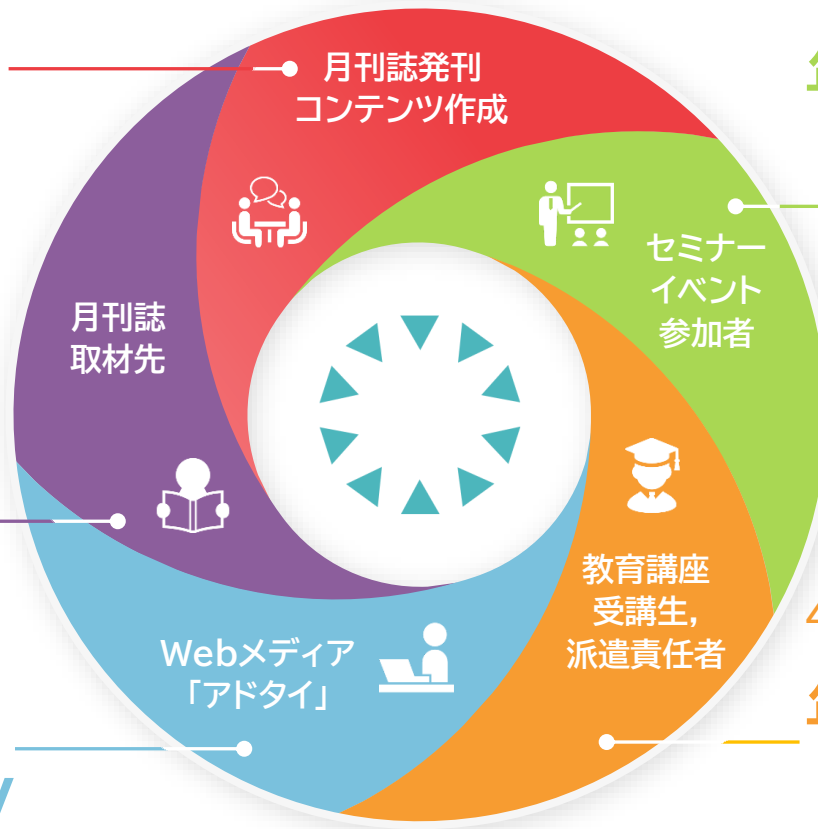 月刊誌発刊
コンテンツ作成
セミナー
イベント
参加者
月刊誌
取材先
教育講座
受講生,
派遣責任者
Webメディア
「アドタイ」